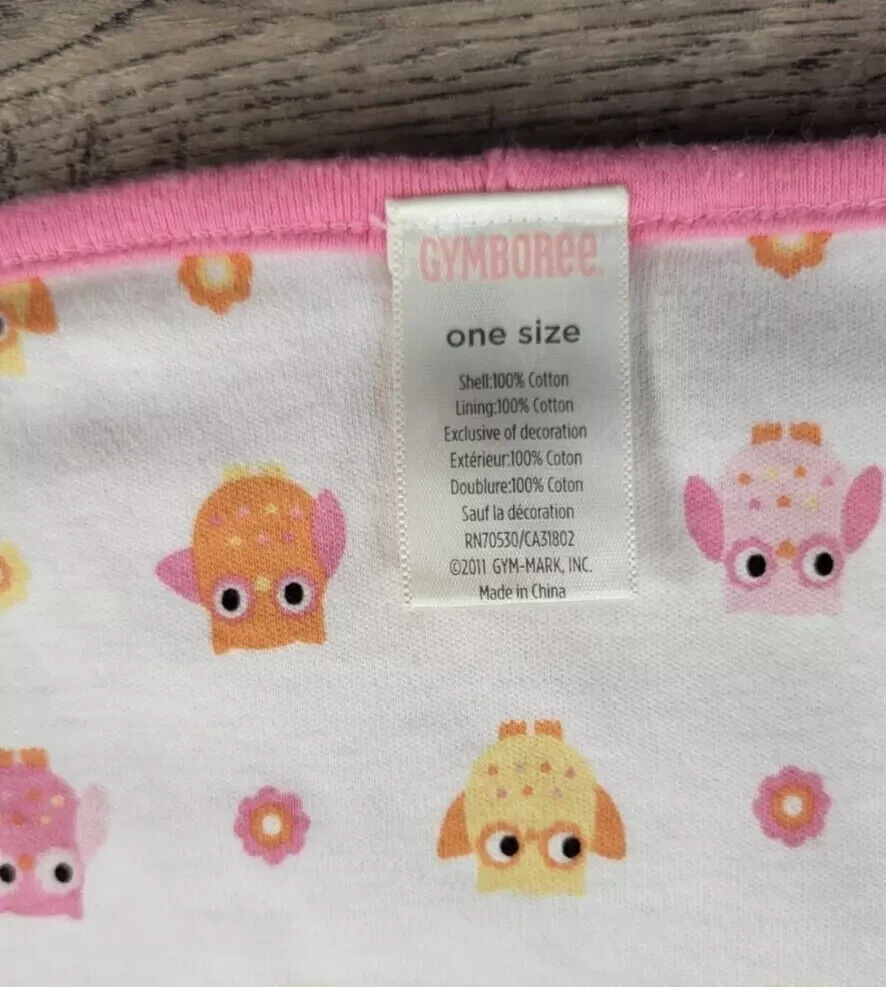 GYMBOREE
one size
Shell:100% Cotton
Lining:100% Cotton
Exclusive of decoration
Extérieur:100% Coton
Doublure:100% Coton
Sauf la décoration
RN70530/CA31802
©2011 GYM-MARK, INC.
Made in China